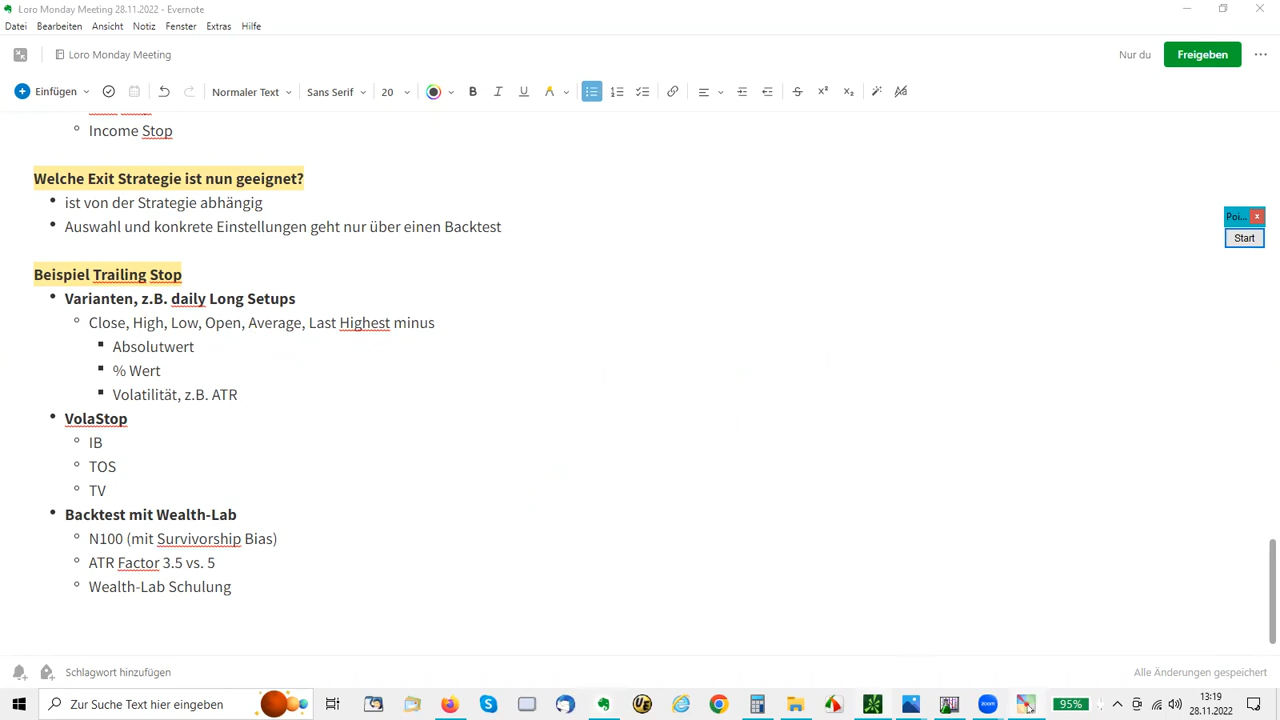 Loro Monday Meeting 28.11.2022 - Evernote
Datei Bearbeiten Ansicht Notiz Fenster Extras Hilfe
Loro Monday Meeting Nur du Freigeben
Einfügen Normaler Text Sans Serif 20 B I U A S X² X₂
Income Stop
Welche Exit Strategie ist nun geeignet?
ist von der Strategie abhängig
Poi... x
Auswahl und konkrete Einstellungen geht nur über einen Backtest
Start
Beispiel Trailing Stop
Varianten, z.B. daily Long Setups
Close, High, Low, Open, Average, Last Highest minus
Absolutwert
% Wert
Volatilität, z.B. ATR
VolaStop
IB
TOS
TV
Backtest mit Wealth-Lab
N100 (mit Survivorship Bias)
ATR Factor 3.5 vs. 5
Wealth-Lab Schulung
Schlagwort hinzufügen Alle Änderungen gespeichert
Zur Suche Text hier eingeben zoom 95% 13:19
28.11.2022